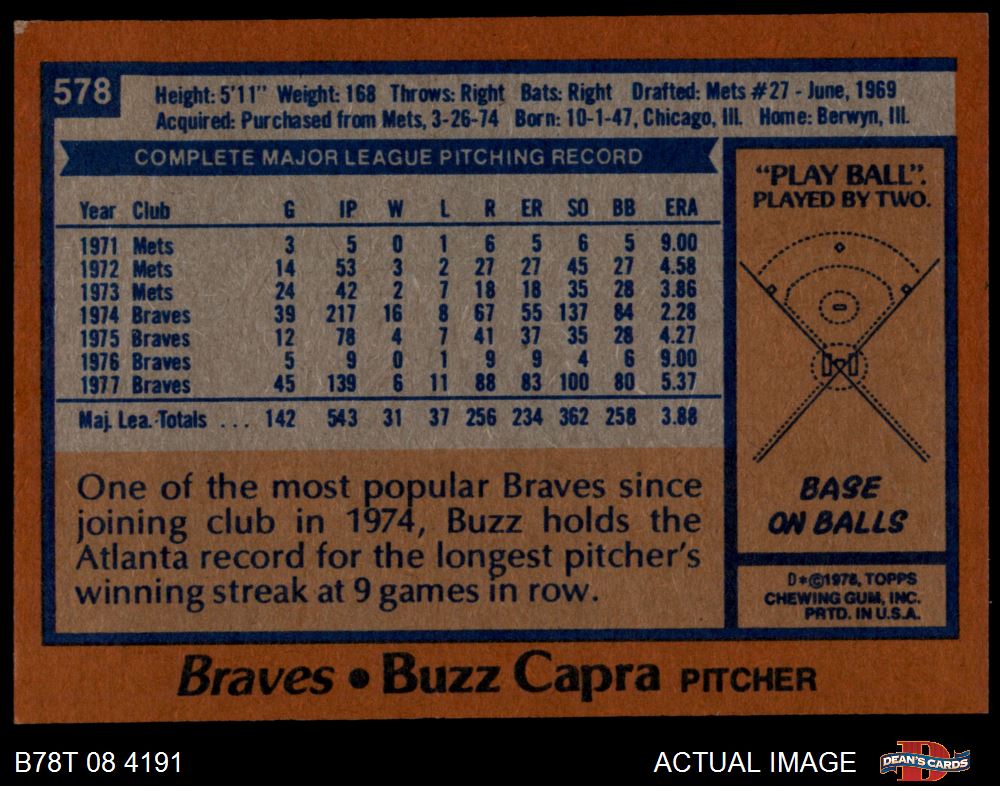 578
Height: 5'11" Weight: 168 Throws: Right Bats: Right Drafted: Mets #27 - June, 1969
Acquired: Purchased from Mets, 3-26-74 Born: 10-1-47, Chicago, Ill. Home: Berwyn, Ill.
COMPLETE MAJOR LEAGUE PITCHING RECORD
Year Club G IP W L R ER SO BB ERA
1971 Mets 3 5 0 1 6 5 6 5 9.00
1972 Mets 14 53 3 2 27 27 45 27 4.58
1973 Mets 24 42 2 7 18 18 35 28 3.86
1974 Braves 39 217 16 8 67 55 137 84 2.28
1975 Braves 12 78 4 7 41 37 35 28 4.27
1976 Braves 5 9 0 1 9 9 4 6 9.00
1977 Braves 45 139 6 11 88 83 100 80 5.37
Maj. Lea. Totals ... 142 543 31 37 256 234 362 258 3.88
One of the most popular Braves since
joining club in 1974, Buzz holds the
Atlanta record for the longest pitcher's
winning streak at 9 games in row.
"PLAY BALL".
PLAYED BY TWO.
BASE
ON BALLS
D*©1978, TOPPS
CHEWING GUM, INC.
PRTD. IN U.S.A.
Braves • Buzz Capra PITCHER
B78T 08 4191
ACTUAL IMAGE
D
DEAN'S CARDS